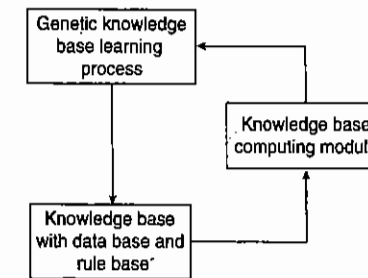 Genetic knowledge
base learning
process
Knowledge base
computing modul
Knowledge base
with data base and
rule base